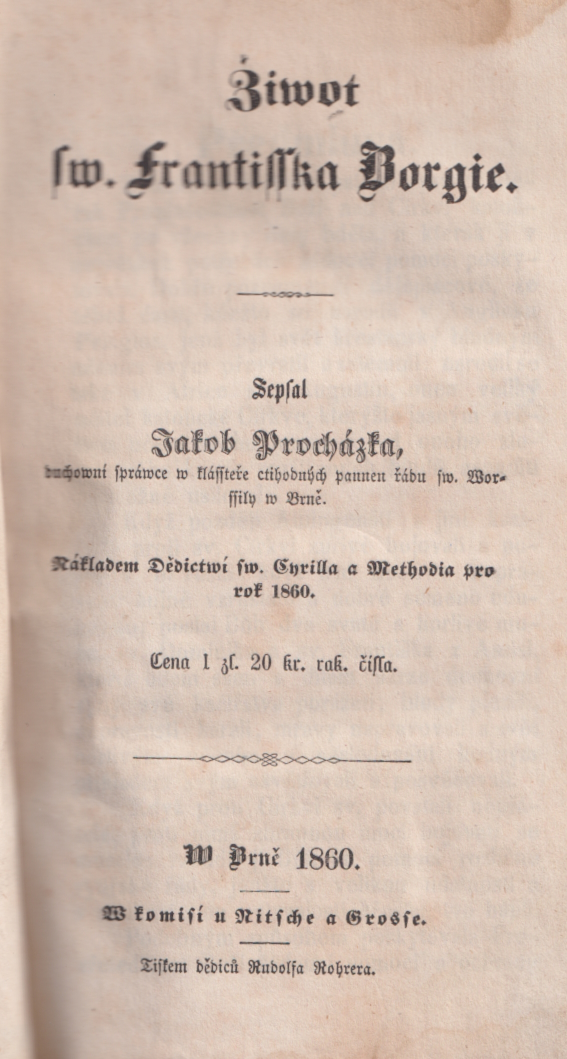 Žiwot
ſw. Frantiſſka Borgie.
Sepſal
Jakob Procházka,
duchowní ſpráwce w kláſſteře ctihodných pannen řádu ſw. Wor⸗
ſſily w Brně.
Nákladem Dědictwí ſw. Cyrilla a Methodia pro
rok 1860.
Cena 1 zl. 20 kr. rak. čísla.
W Brně 1860.
W komiſí u Nitſche a Grosſe.
Tiſkem dědiců Rudolfa Rohrera.